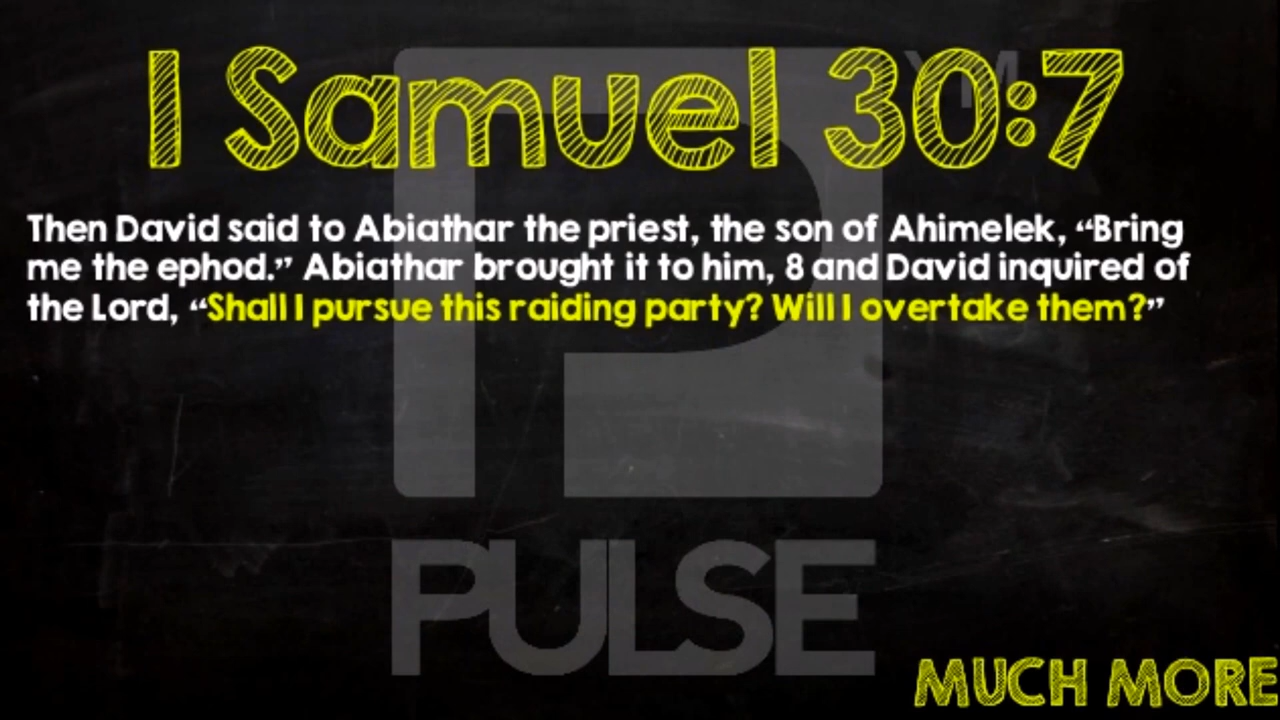 I Samuel 30:7
YM
Then David said to Abiathar the priest, the son of Ahimelek, “Bring
me the ephod.” Abiathar brought it to him, 8 and David inquired of
the Lord, “Shall I pursue this raiding party? Will I overtake them?”
PULSE
MUCH MORE